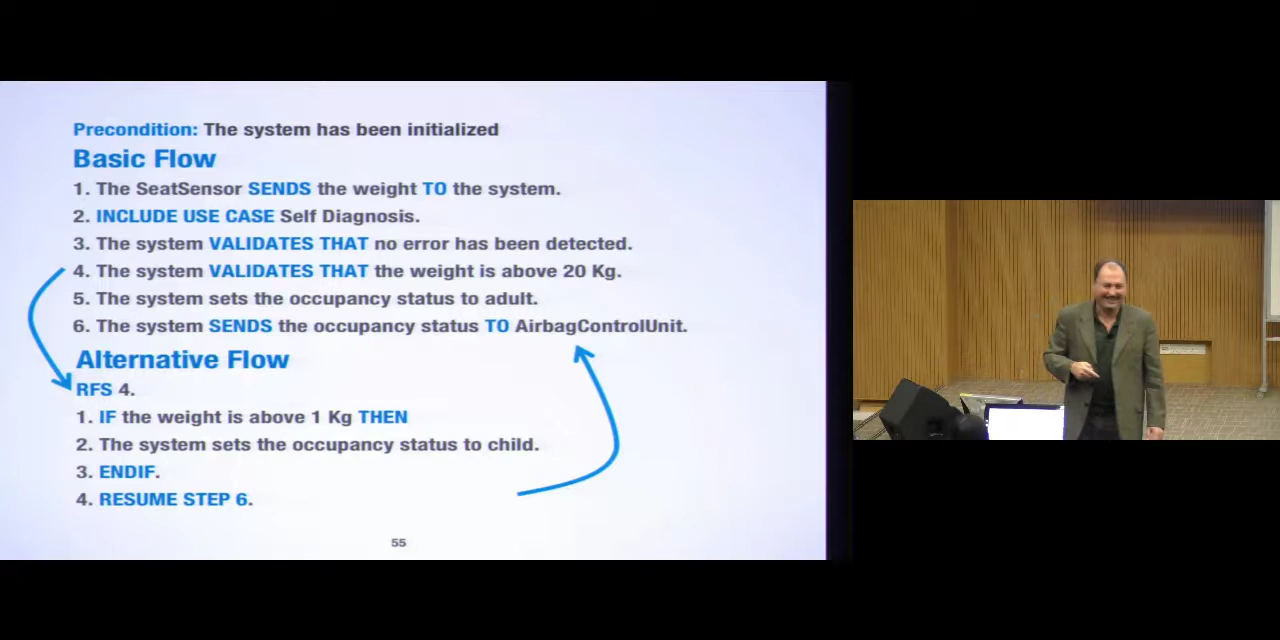 Precondition: The system has been initialized
Basic Flow
1. The SeatSensor SENDS the weight TO the system.
2. INCLUDE USE CASE Self Diagnosis.
3. The system VALIDATES THAT no error has been detected.
4. The system VALIDATES THAT the weight is above 20 Kg.
5. The system sets the occupancy status to adult.
6. The system SENDS the occupancy status TO AirbagControlUnit.
Alternative Flow
RFS 4.
1. IF the weight is above 1 Kg THEN
2. The system sets the occupancy status to child.
3. ENDIF.
4. RESUME STEP 6.
55